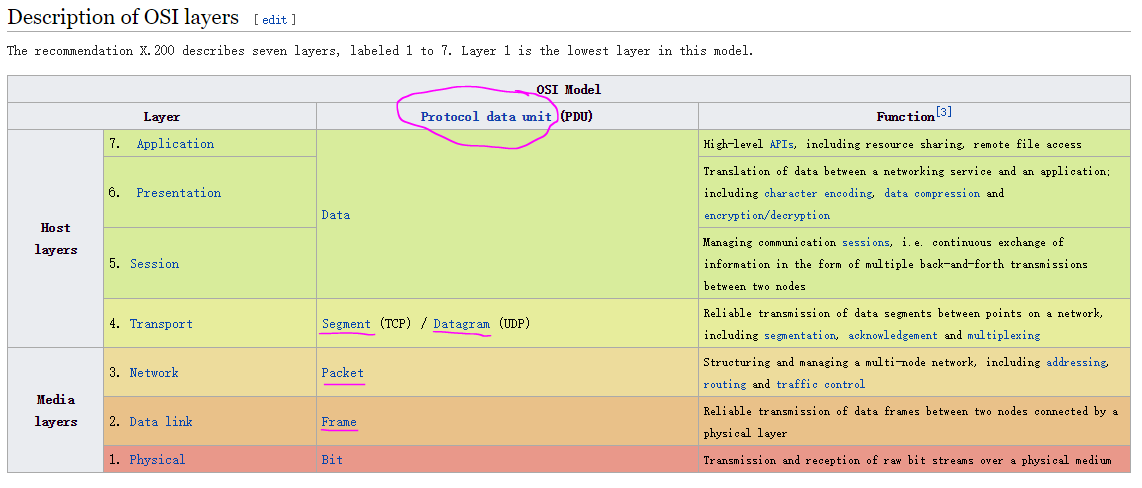 Description of OSI layers [ edit ]
The recommendation X.200 describes seven layers, labeled 1 to 7. Layer 1 is the lowest layer in this model.
OSI Model
Layer Protocol data unit (PDU) Function[3]
Host layers
7. Application
Data
High-level APIs, including resource sharing, remote file access
6. Presentation
Translation of data between a networking service and an application;
including character encoding, data compression and
encryption/decryption
5. Session
Managing communication sessions, i.e. continuous exchange of
information in the form of multiple back-and-forth transmissions
between two nodes
4. Transport
Segment (TCP) / Datagram (UDP)
Reliable transmission of data segments between points on a network,
including segmentation, acknowledgement and multiplexing
Media layers
3. Network
Packet
Structuring and managing a multi-node network, including addressing,
routing and traffic control
2. Data link
Frame
Reliable transmission of data frames between two nodes connected by a
physical layer
1. Physical
Bit
Transmission and reception of raw bit streams over a physical medium